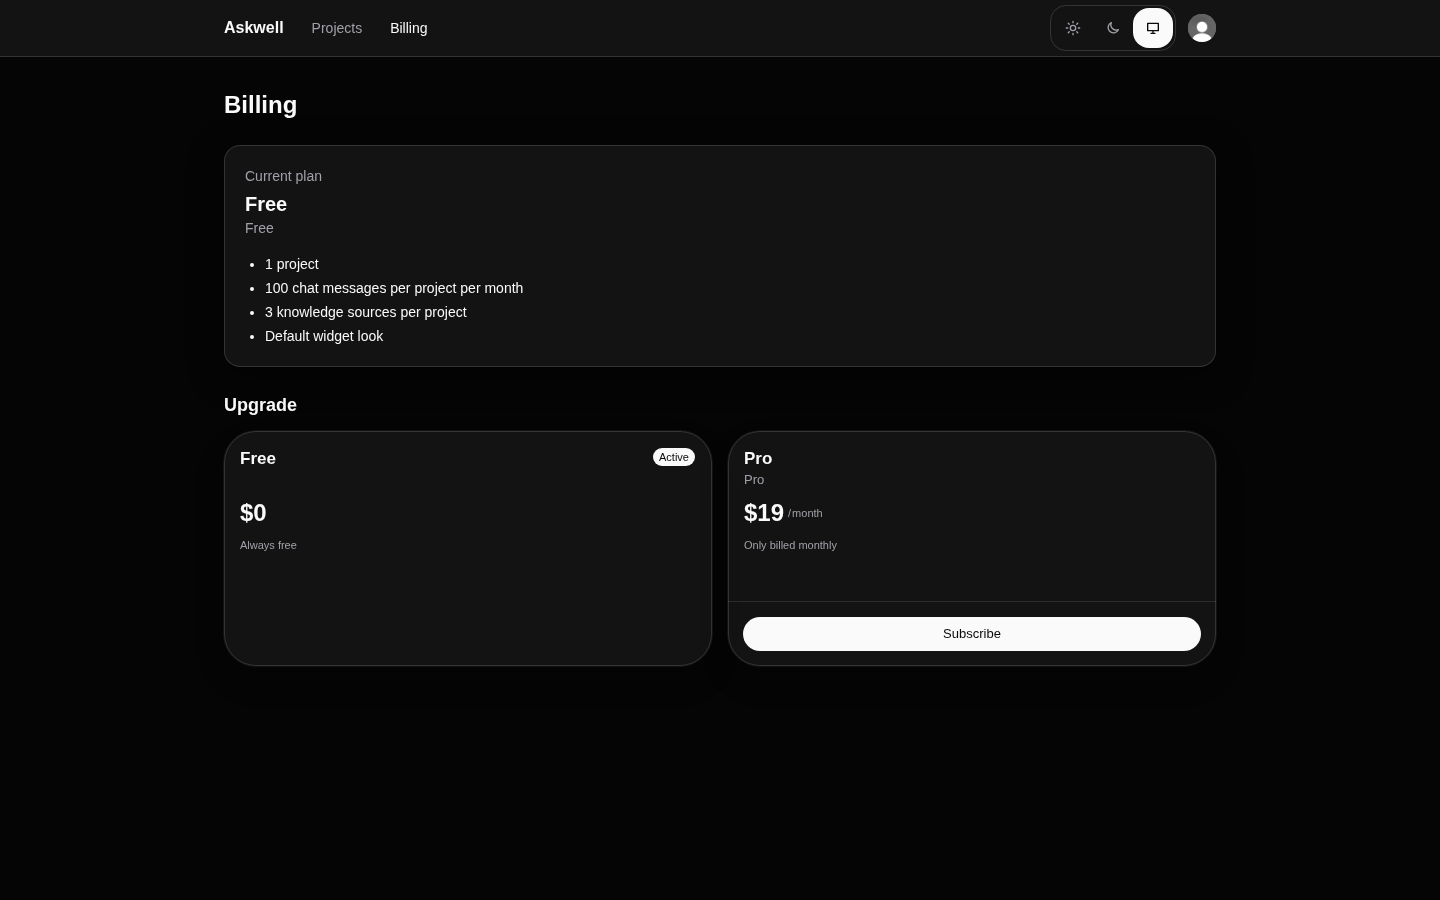 Askwell Projects Billing
Billing
Current plan
Free
Free
1 project
100 chat messages per project per month
3 knowledge sources per project
Default widget look
Upgrade
Free Active
$0
Always free
Pro
Pro
$19 /month
Only billed monthly
Subscribe